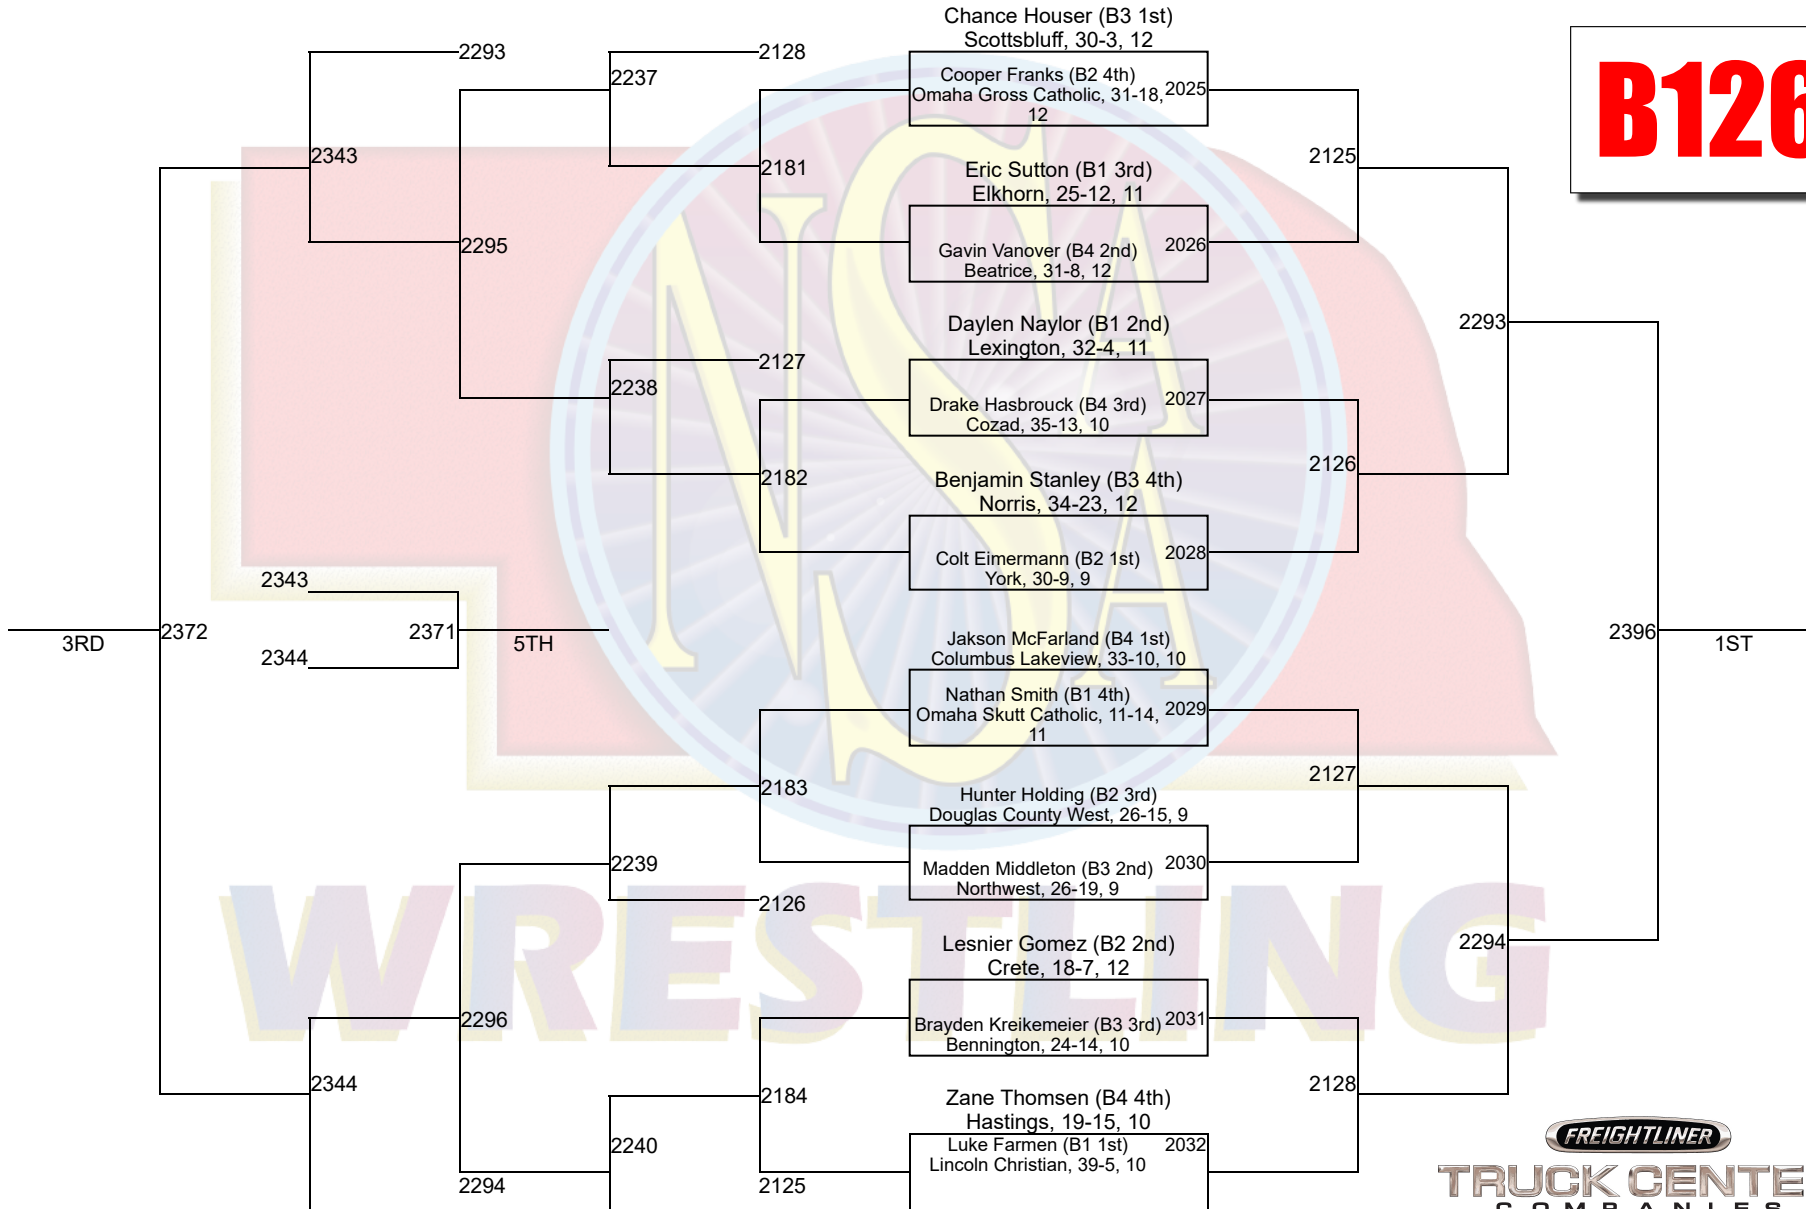 Chance Houser (B3 1st)
Scottsbluff, 30-3, 12
Cooper Franks (B2 4th)
Omaha Gross Catholic, 31-18,
12
2025
Eric Sutton (B1 3rd)
Elkhorn, 25-12, 11
Gavin Vanover (B4 2nd)
Beatrice, 31-8, 12
2026
Daylen Naylor (B1 2nd)
Lexington, 32-4, 11
Drake Hasbrouck (B4 3rd)
Cozad, 35-13, 10
2027
Benjamin Stanley (B3 4th)
Norris, 34-23, 12
Colt Eimermann (B2 1st)
York, 30-9, 9
2028
Jakson McFarland (B4 1st)
Columbus Lakeview, 33-10, 10
Nathan Smith (B1 4th)
Omaha Skutt Catholic, 11-14,
11
2029
Hunter Holding (B2 3rd)
Douglas County West, 26-15, 9
Madden Middleton (B3 2nd)
Northwest, 26-19, 9
2030
Lesnier Gomez (B2 2nd)
Crete, 18-7, 12
Brayden Kreikemeier (B3 3rd)
Bennington, 24-14, 10
2031
Zane Thomsen (B4 4th)
Hastings, 19-15, 10
Luke Farmen (B1 1st)
Lincoln Christian, 39-5, 10
2032
2125
2126
2127
2128
2293
2294
2396
1ST
2128
2181
2127
2182
2183
2126
2184
2125
2237
2238
2239
2240
2293
2295
2296
2294
2343
2344
2372
3RD
2343
2344
2371
5TH
B126
NSAA
WRESTLING
FREIGHTLINER
TRUCK CENTE
COMPANIES